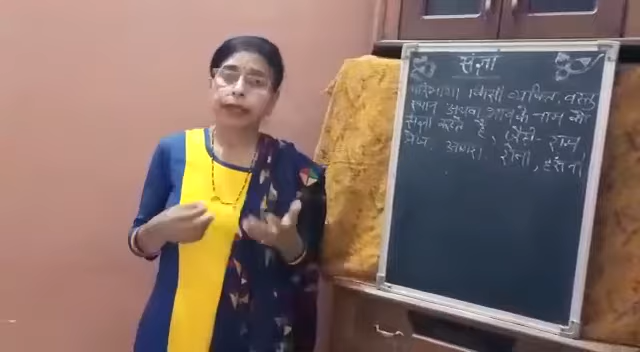 संज्ञा
परिभाषा किसी व्यक्ति, वस्तु
स्थान अथवा भाव के नाम को
संज्ञा कहते है, जैसे- राम
मेज आगरा रोना, हंसना